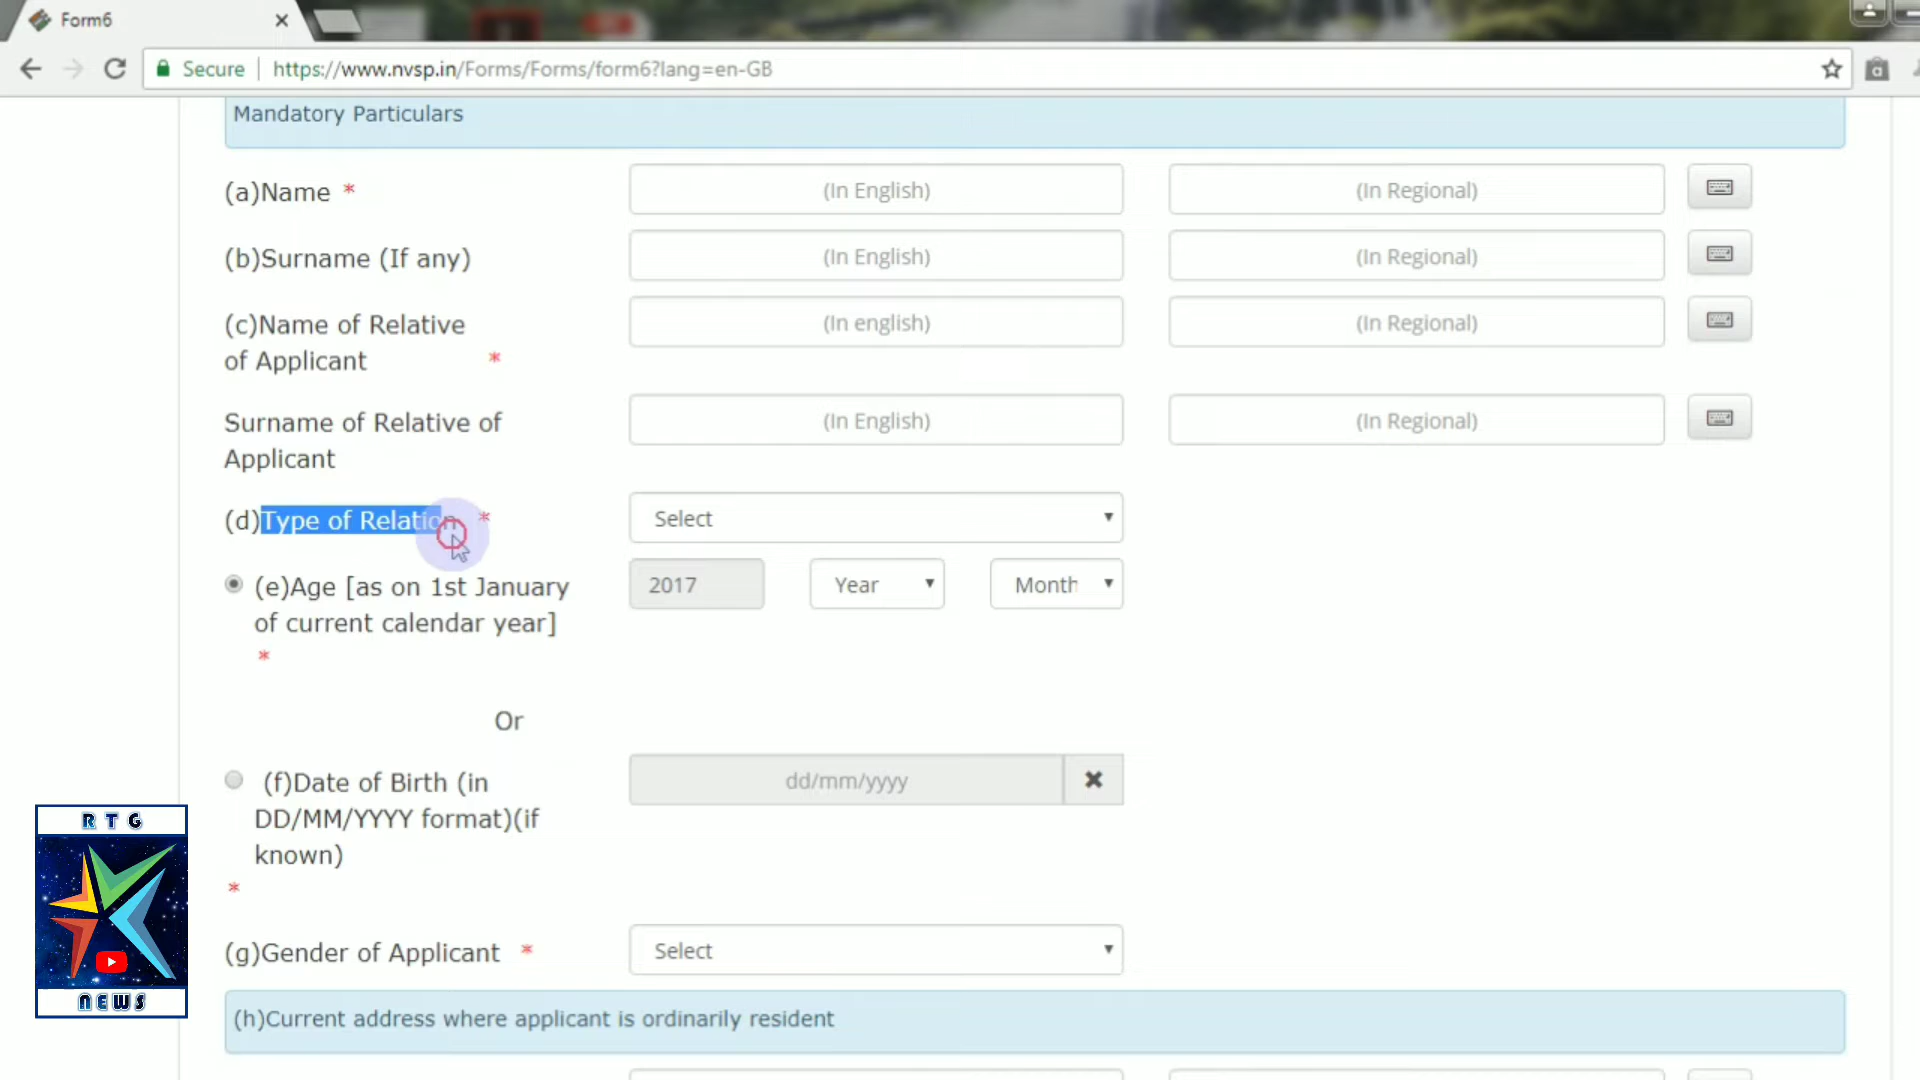 Form6
Secure
https://www.nvsp.in/Forms/Forms/form6?lang=en-GB
Mandatory Particulars
(a)Name * (In English) (In Regional)
(b)Surname (If any) (In English) (In Regional)
(c)Name of Relative
of Applicant * (In english) (In Regional)
Surname of Relative of
Applicant (In English) (In Regional)
(d)Type of Relation * Select
(e)Age [as on 1st January
of current calendar year]
* 2017 Year Month
Or
(f)Date of Birth (in
DD/MM/YYYY format)(if
known)
* dd/mm/yyyy
(g)Gender of Applicant * Select
(h)Current address where applicant is ordinarily resident
RTG
NEWS